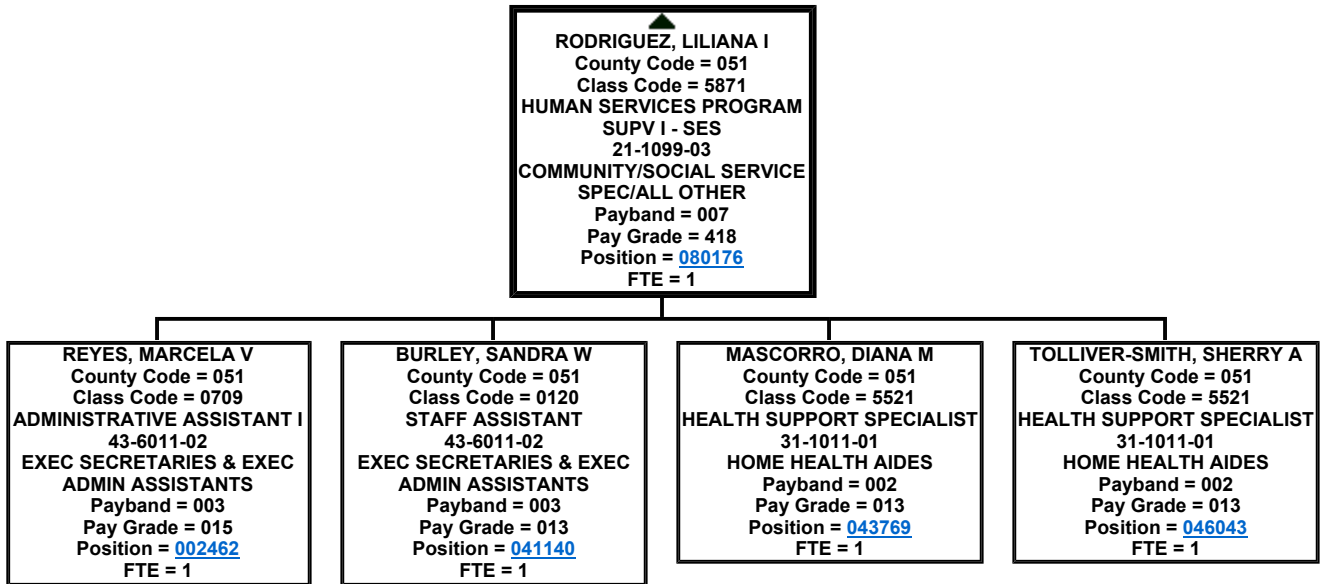 RODRIGUEZ, LILIANA I
County Code = 051
Class Code = 5871
HUMAN SERVICES PROGRAM
SUPV I - SES
21-1099-03
COMMUNITY/SOCIAL SERVICE
SPEC/ALL OTHER
Payband = 007
Pay Grade = 418
Position = 080176
FTE = 1
REYES, MARCELA V
County Code = 051
Class Code = 0709
ADMINISTRATIVE ASSISTANT I
43-6011-02
EXEC SECRETARIES & EXEC
ADMIN ASSISTANTS
Payband = 003
Pay Grade = 015
Position = 002462
FTE = 1
BURLEY, SANDRA W
County Code = 051
Class Code = 0120
STAFF ASSISTANT
43-6011-02
EXEC SECRETARIES & EXEC
ADMIN ASSISTANTS
Payband = 003
Pay Grade = 013
Position = 041140
FTE = 1
MASCORRO, DIANA M
County Code = 051
Class Code = 5521
HEALTH SUPPORT SPECIALIST
31-1011-01
HOME HEALTH AIDES
Payband = 002
Pay Grade = 013
Position = 043769
FTE = 1
TOLLIVER-SMITH, SHERRY A
County Code = 051
Class Code = 5521
HEALTH SUPPORT SPECIALIST
31-1011-01
HOME HEALTH AIDES
Payband = 002
Pay Grade = 013
Position = 046043
FTE = 1